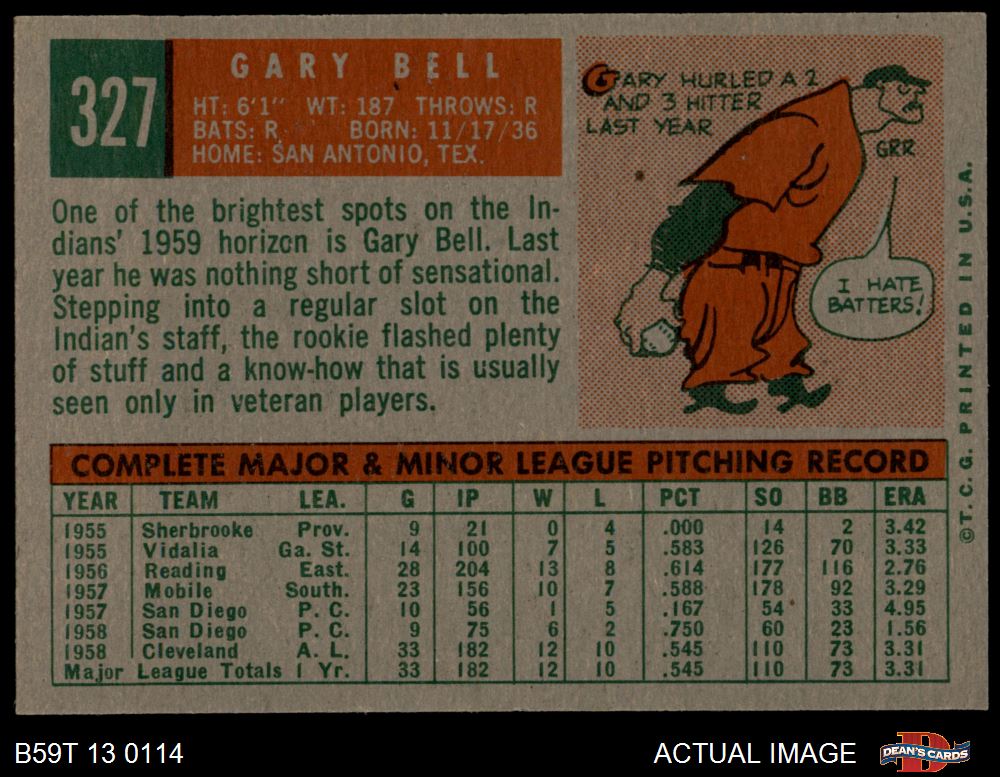 327
GARY BELL
HT: 6'1" WT: 187 THROWS: R
BATS: R BORN: 11/17/36
HOME: SAN ANTONIO, TEX.
One of the brightest spots on the In-
dians' 1959 horizon is Gary Bell. Last
year he was nothing short of sensational.
Stepping into a regular slot on the
Indian's staff, the rookie flashed plenty
of stuff and a know-how that is usually
seen only in veteran players.
GARY HURLED A 2
AND 3 HITTER
LAST YEAR
GRR
I HATE
BATTERS!
©T. C. G. PRINTED IN U.S.A.
COMPLETE MAJOR & MINOR LEAGUE PITCHING RECORD
YEAR TEAM LEA. G IP W L PCT SO BB ERA
1955 Sherbrooke Prov. 9 21 0 4 .000 14 2 3.42
1955 Vidalia Ga. St. 14 100 7 5 .583 126 70 3.33
1956 Reading East. 28 204 13 8 .614 177 116 2.76
1957 Mobile South. 23 156 10 7 .588 178 92 3.29
1957 San Diego P. C. 10 56 1 5 .167 54 33 4.95
1958 San Diego P. C. 9 75 6 2 .750 60 23 1.56
1958 Cleveland A. L. 33 182 12 10 .545 110 73 3.31
Major League Totals 1 Yr. 33 182 12 10 .545 110 73 3.31
B59T 13 0114
ACTUAL IMAGE
D
DEAN'S CARDS